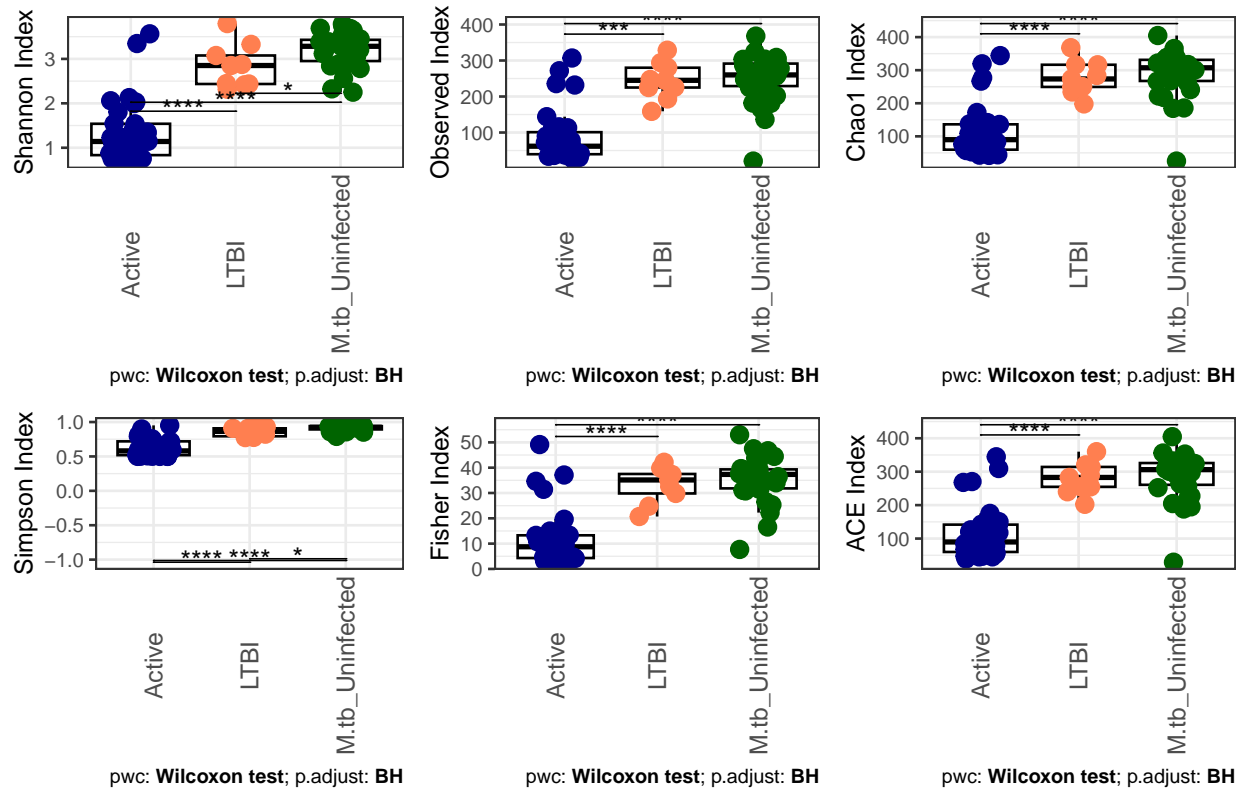 Shannon Index
3
2
1
****
****
*
Active
LTBI
M.tb_Uninfected
pwc: Wilcoxon test; p.adjust: BH
Observed Index
400
300
200
100
***
****
Active
LTBI
M.tb_Uninfected
pwc: Wilcoxon test; p.adjust: BH
Chao1 Index
400
300
200
100
****
****
Active
LTBI
M.tb_Uninfected
pwc: Wilcoxon test; p.adjust: BH
Simpson Index
1.0
0.5
0.0
−0.5
−1.0
**** **** *
Active
LTBI
M.tb_Uninfected
pwc: Wilcoxon test; p.adjust: BH
Fisher Index
50
40
30
20
10
0
****
****
Active
LTBI
M.tb_Uninfected
pwc: Wilcoxon test; p.adjust: BH
ACE Index
400
300
200
100
****
****
Active
LTBI
M.tb_Uninfected
pwc: Wilcoxon test; p.adjust: BH